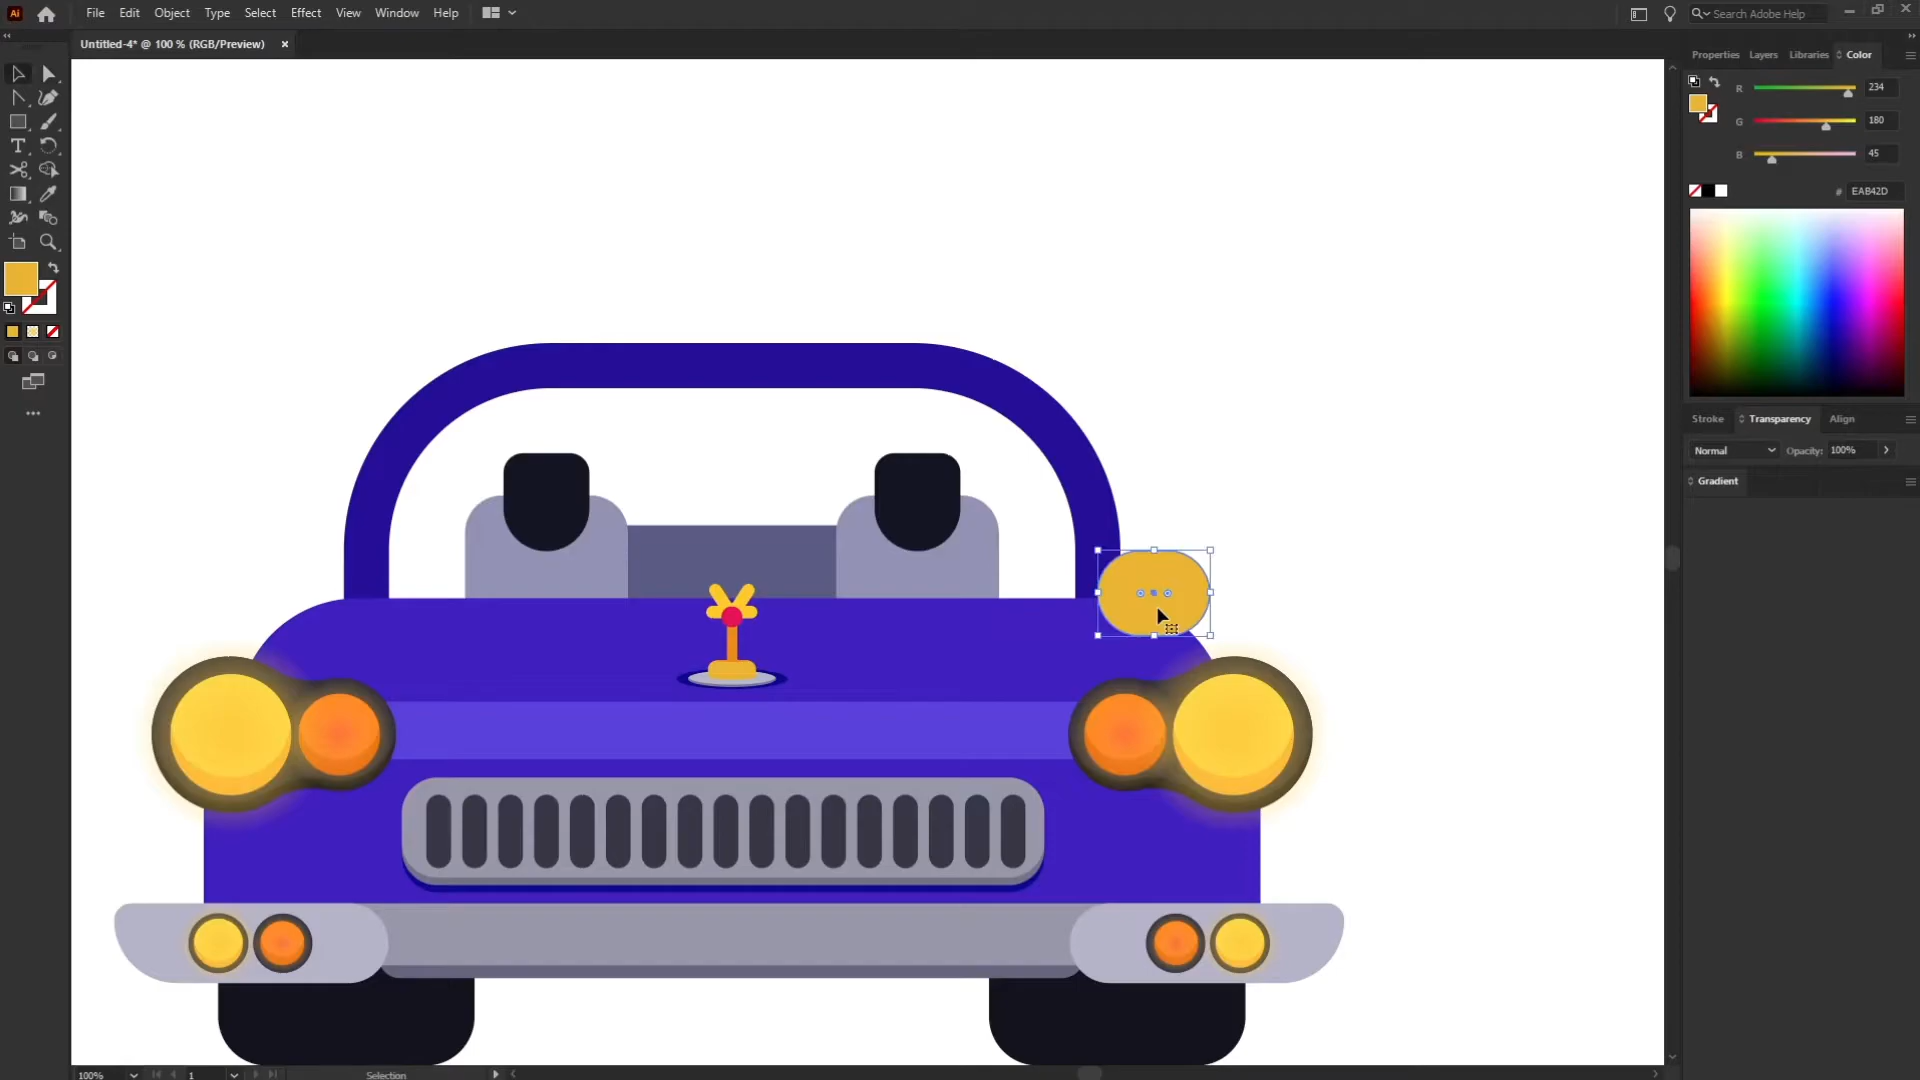 Ai File Edit Object Type Select Effect View Window Help Search Adobe Help
Untitled-4* @ 100 % (RGB/Preview) ×
Properties Layers Libraries Color
R 234
G 180
B 45
# EAB42D
Stroke Transparency Align
Normal Opacity: 100%
Gradient
100% 1 Selection